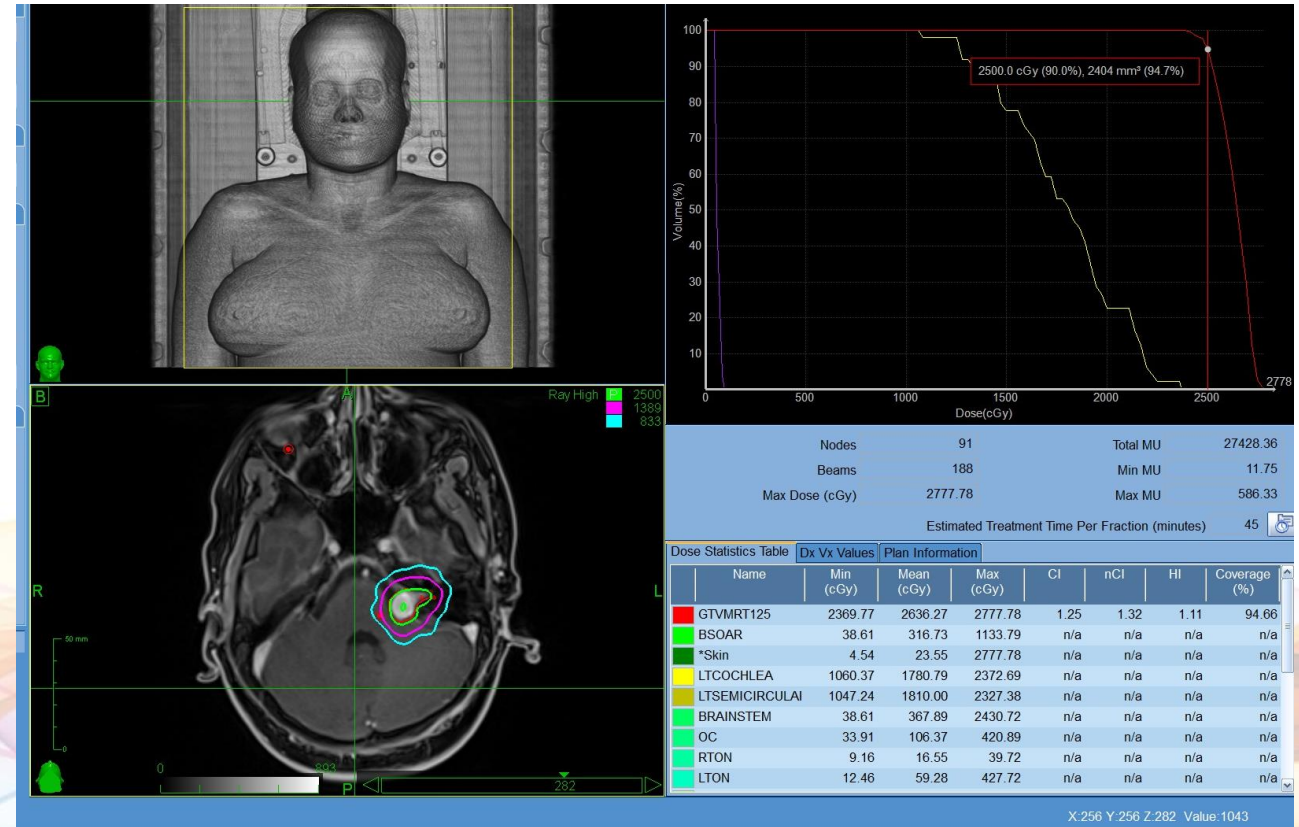 100
90
80
70
60
50
40
30
20
10
Volume(%)
2500.0 cGy (90.0%), 2404 mm³ (94.7%)
2778
0 500 1000 1500 2000 2500
Dose(cGy)
B
A
R
L
P
Ray High P 2500
1389
833
50 mm
0
0 893
282
Nodes 91 Total MU 27428.36
Beams 188 Min MU 11.75
Max Dose (cGy) 2777.78 Max MU 586.33
Estimated Treatment Time Per Fraction (minutes) 45
Dose Statistics Table Dx Vx Values Plan Information
Name Min (cGy) Mean (cGy) Max (cGy) CI nCI HI Coverage (%)
GTVMRT125 2369.77 2636.27 2777.78 1.25 1.32 1.11 94.66
BSOAR 38.61 316.73 1133.79 n/a n/a n/a n/a
*Skin 4.54 23.55 2777.78 n/a n/a n/a n/a
LTCOCHLEA 1060.37 1780.79 2372.69 n/a n/a n/a n/a
LTSEMICIRCULAI 1047.24 1810.00 2327.38 n/a n/a n/a n/a
BRAINSTEM 38.61 367.89 2430.72 n/a n/a n/a n/a
OC 33.91 106.37 420.89 n/a n/a n/a n/a
RTON 9.16 16.55 39.72 n/a n/a n/a n/a
LTON 12.46 59.28 427.72 n/a n/a n/a n/a
X:256 Y:256 Z:282 Value:1043